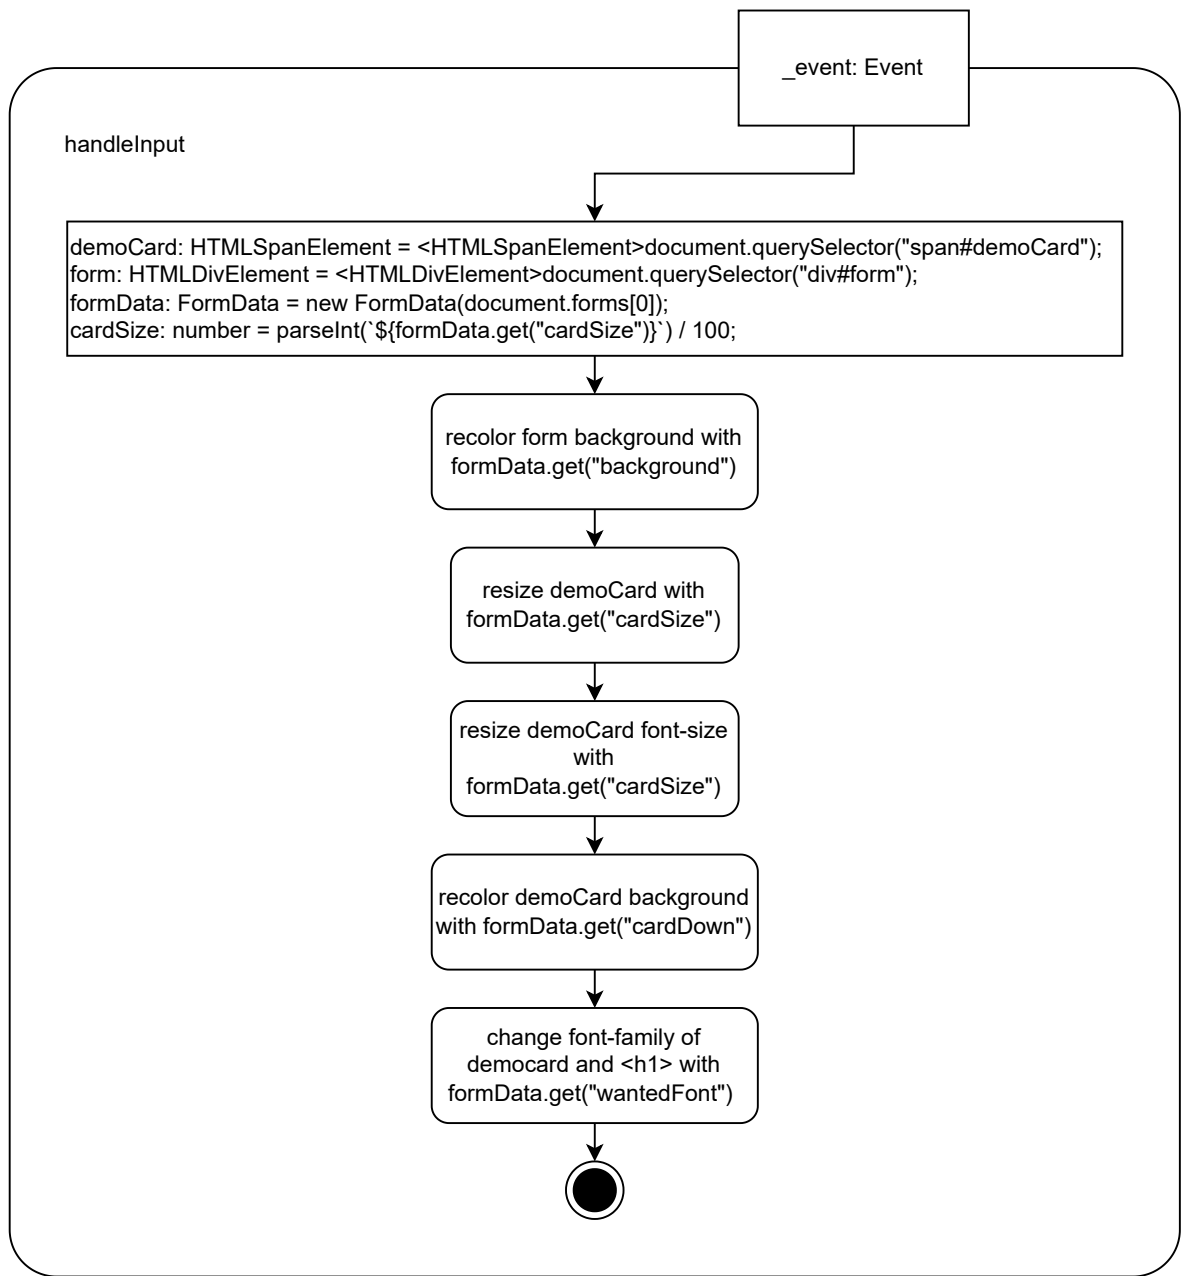 _event: Event
handleInput
demoCard: HTMLSpanElement = <HTMLSpanElement>document.querySelector("span#demoCard");
form: HTMLDivElement = <HTMLDivElement>document.querySelector("div#form");
formData: FormData = new FormData(document.forms[0]);
cardSize: number = parseInt(`${formData.get("cardSize")}`) / 100;
recolor form background with
formData.get("background")
resize demoCard with
formData.get("cardSize")
resize demoCard font-size
with
formData.get("cardSize")
recolor demoCard background
with formData.get("cardDown")
change font-family of
democard and <h1> with
formData.get("wantedFont")